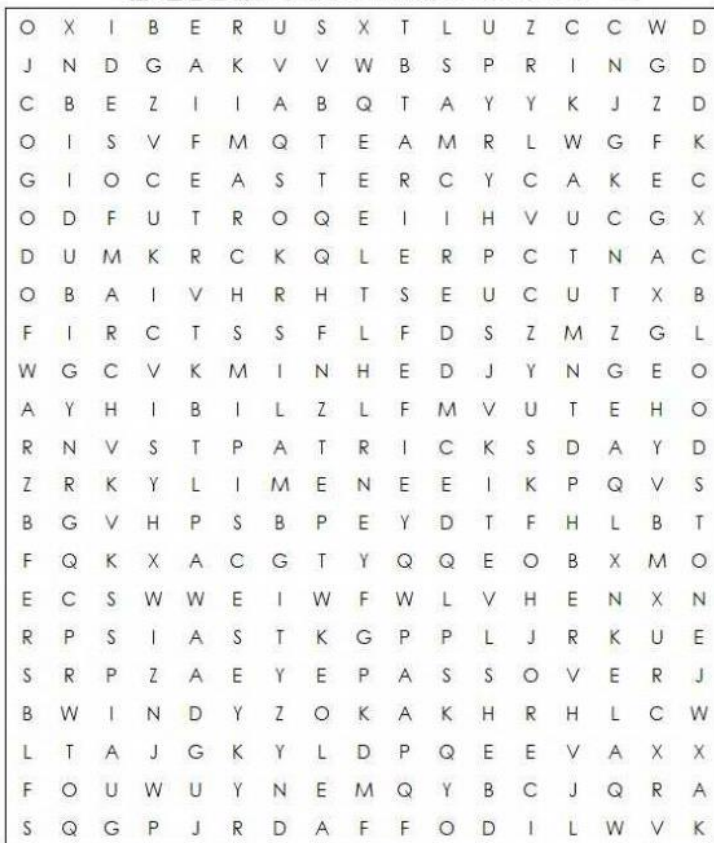 O X I B E R U S X T L U Z C C W D
J N D G A K V V W B S P R I N G D
C B E Z I I A B Q T A Y Y K J Z D
O I S V F M Q T E A M R L W G F K
G I O C E A S T E R C Y C A K E C
O D F U T R O Q E I I H V U C G X
D U M K R C K Q L E R P C T N A C
O B A I V H R H T S E U C U T X B
F I R C T S S F L F D S Z M Z G L
W G C V K M I N H E D J Y N G E O
A Y H I B I L Z L F M V U T E H O
R N V S T P A T R I C K S D A Y D
Z R K Y L I M E N E E I K P Q V S
B G V H P S B P E Y D T F H L B T
F Q K X A C G T Y Q Q E O B X M O
E C S W W E I W F W L V H E N X N
R P S I A S T K G P P L J R K U E
S R P Z A E Y E P A S S O V E R J
B W I N D Y Z O K A K H R H L C W
L T A J G K Y L D P Q E E V A X X
F O U W U Y N E M Q Y B C J Q R A
S Q G P J R D A F F O D I L W V K